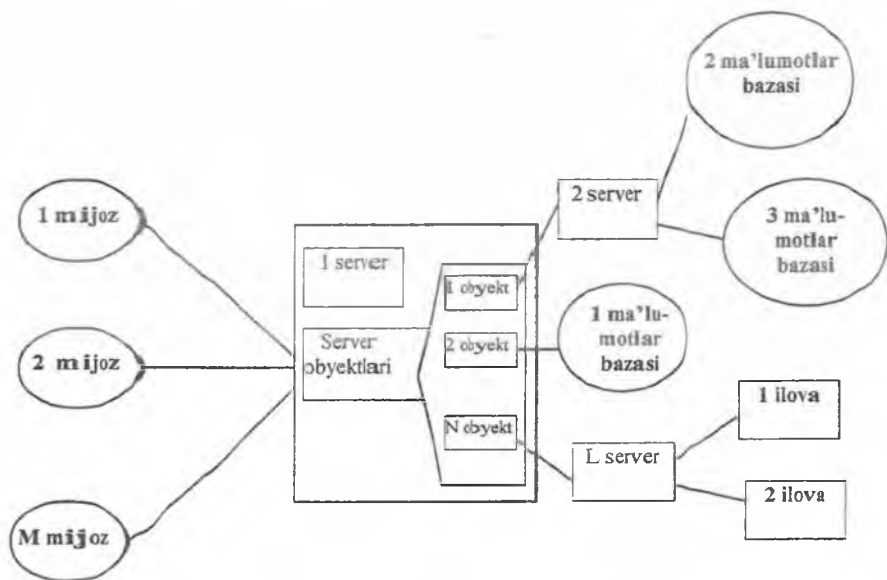 1 mijoz
2 mijoz
M mijoz
1 server
Server
obyektlari
1 obyekt
2 obyekt
N obyekt
2 server
2 ma'lumotlar
bazasi
3 ma'lu-
motlar
bazasi
1 ma'lu-
motlar
bazasi
L server
1 ilova
2 ilova